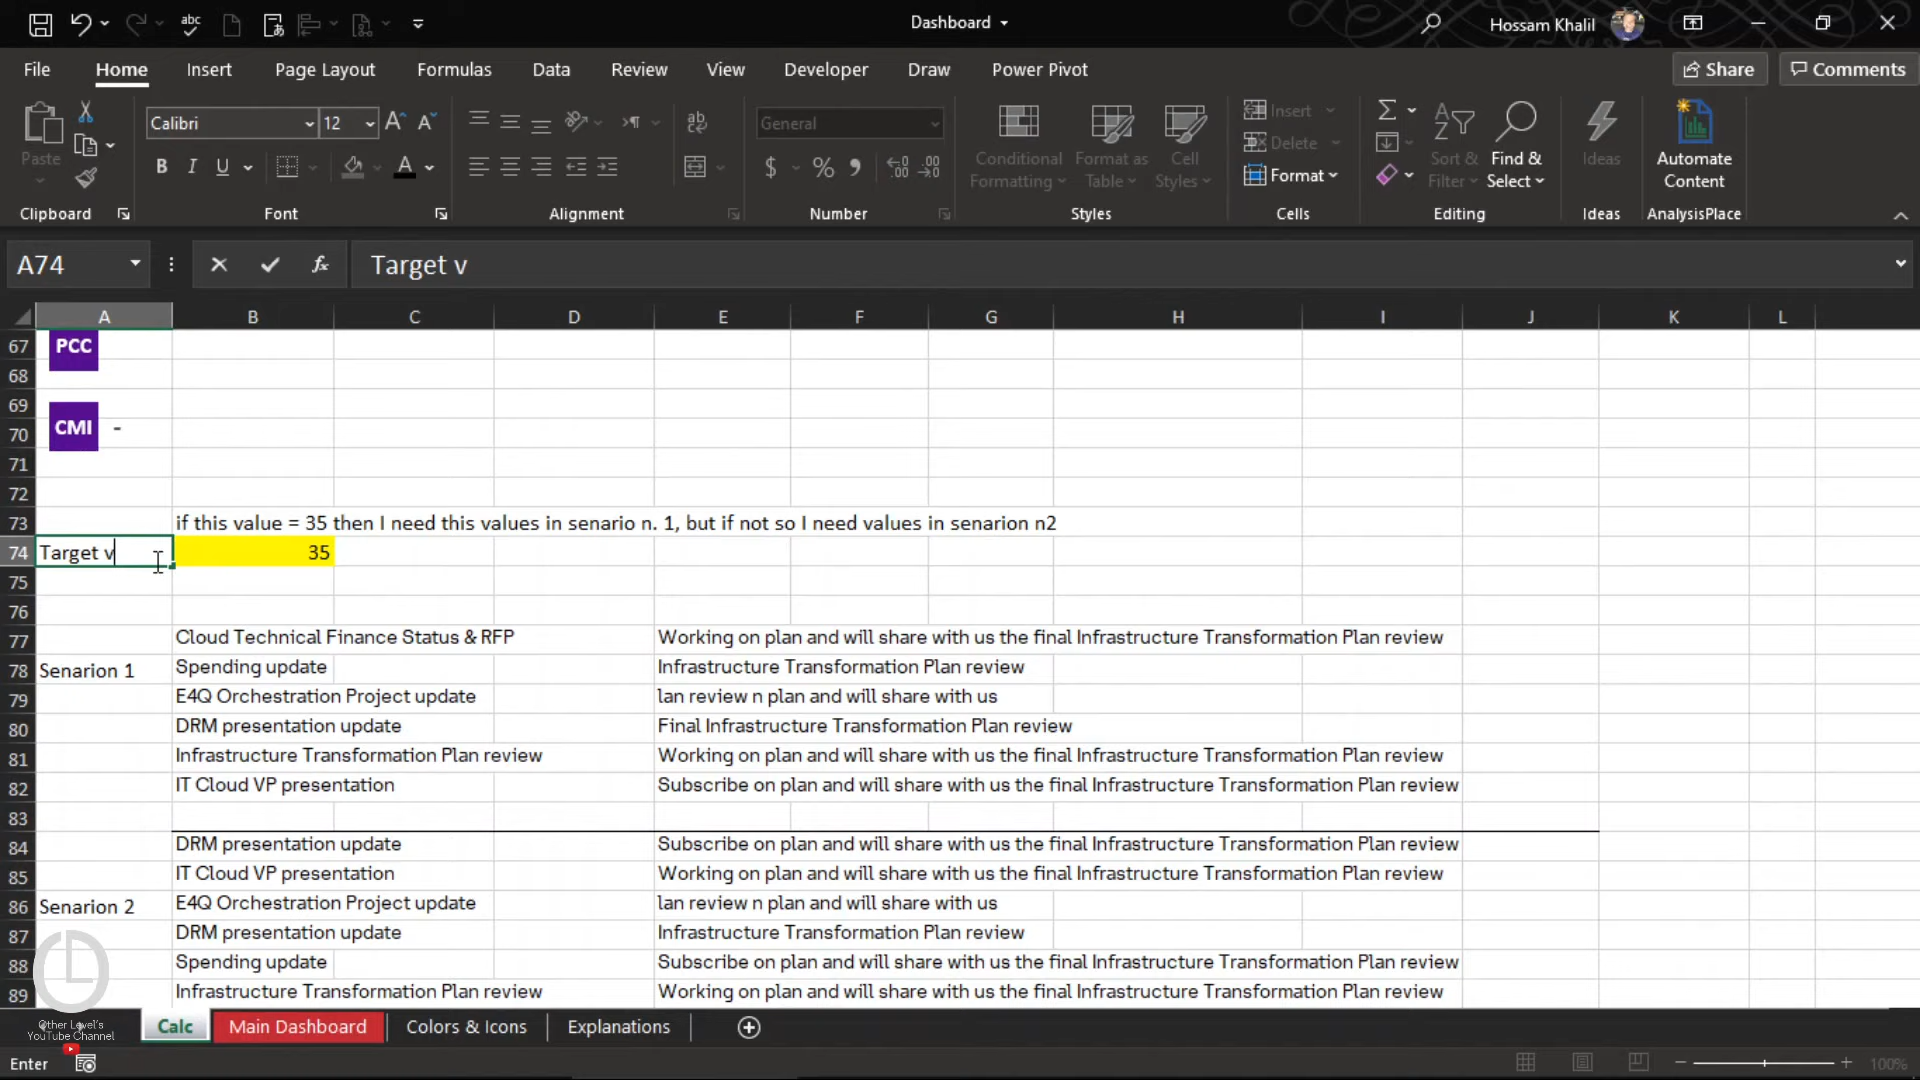 Dashboard
Hossam Khalil
File Home Insert Page Layout Formulas Data Review View Developer Draw Power Pivot
Share Comments
Paste
Calibri 12
B I U
General
Conditional Formatting
Format as Table
Cell Styles
Insert
Delete
Format
Sort & Filter
Find & Select
Ideas
Automate Content
Clipboard Font Alignment Number Styles Cells Editing Ideas AnalysisPlace
A74 fx Target v
A B C D E F G H I J K L
67 PCC
68
69
70 CMI -
71
72
73 if this value = 35 then I need this values in senario n. 1, but if not so I need values in senarion n2
74 Target v 35
75
76
77 Cloud Technical Finance Status & RFP Working on plan and will share with us the final Infrastructure Transformation Plan review
78 Senarion 1 Spending update Infrastructure Transformation Plan review
79 E4Q Orchestration Project update lan review n plan and will share with us
80 DRM presentation update Final Infrastructure Transformation Plan review
81 Infrastructure Transformation Plan review Working on plan and will share with us the final Infrastructure Transformation Plan review
82 IT Cloud VP presentation Subscribe on plan and will share with us the final Infrastructure Transformation Plan review
83
84 DRM presentation update Subscribe on plan and will share with us the final Infrastructure Transformation Plan review
85 IT Cloud VP presentation Working on plan and will share with us the final Infrastructure Transformation Plan review
86 Senarion 2 E4Q Orchestration Project update lan review n plan and will share with us
87 DRM presentation update Infrastructure Transformation Plan review
88 Spending update Subscribe on plan and will share with us the final Infrastructure Transformation Plan review
89 Infrastructure Transformation Plan review Working on plan and will share with us the final Infrastructure Transformation Plan review
Other Level's
YouTube Channel
Calc Main Dashboard Colors & Icons Explanations
Enter 100%